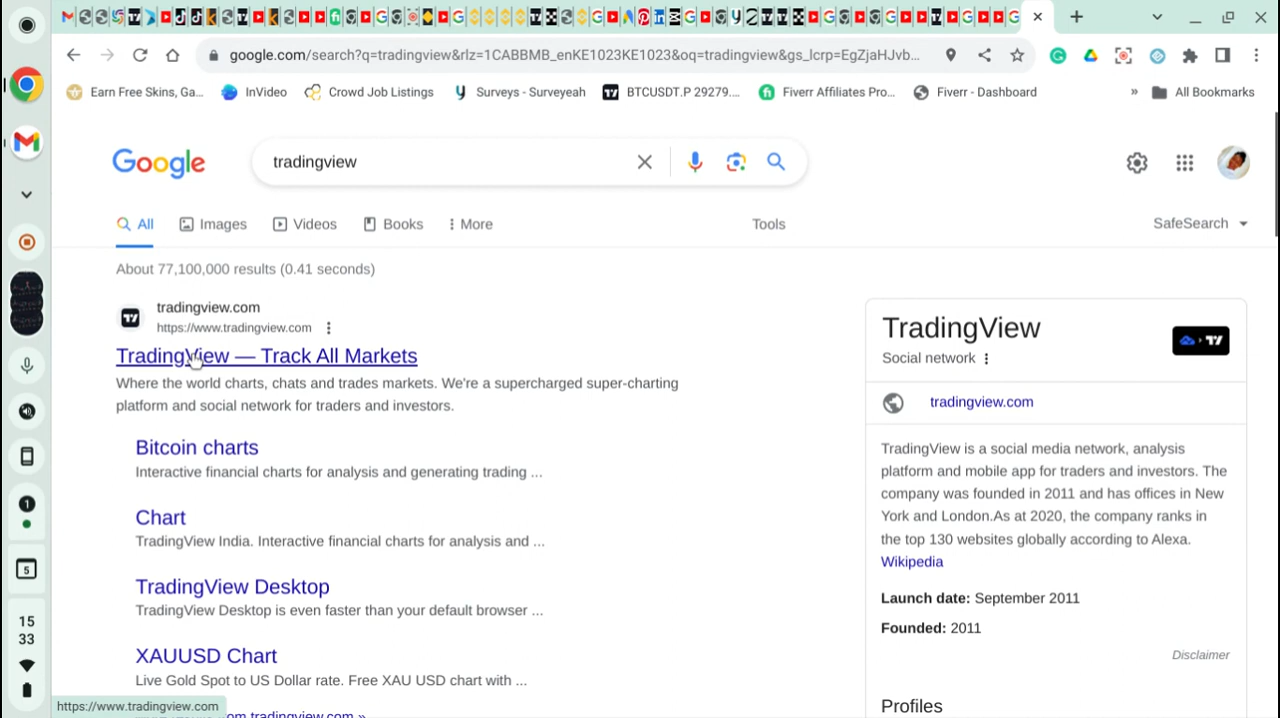 google.com/search?q=tradingview&rlz=1CABBMB_enKE1023KE1023&oq=tradingview&gs_lcrp=EgZjaHJvb...
Earn Free Skins, Ga... InVideo Crowd Job Listings Surveys - Surveyeah BTCUSDT.P 29279.... Fiverr Affiliates Pro... Fiverr - Dashboard » All Bookmarks
Google tradingview
All Images Videos Books More Tools SafeSearch
About 77,100,000 results (0.41 seconds)
tradingview.com
https://www.tradingview.com
TradingView — Track All Markets
Where the world charts, chats and trades markets. We're a supercharged super-charting
platform and social network for traders and investors.
Bitcoin charts
Interactive financial charts for analysis and generating trading ...
Chart
TradingView India. Interactive financial charts for analysis and ...
TradingView Desktop
TradingView Desktop is even faster than your default browser ...
XAUUSD Chart
Live Gold Spot to US Dollar rate. Free XAU USD chart with ...
om tradingview.com »
TradingView
Social network
tradingview.com
TradingView is a social media network, analysis
platform and mobile app for traders and investors. The
company was founded in 2011 and has offices in New
York and London.As at 2020, the company ranks in
the top 130 websites globally according to Alexa.
Wikipedia
Launch date: September 2011
Founded: 2011
Disclaimer
Profiles
1
5
15
33
https://www.tradingview.com